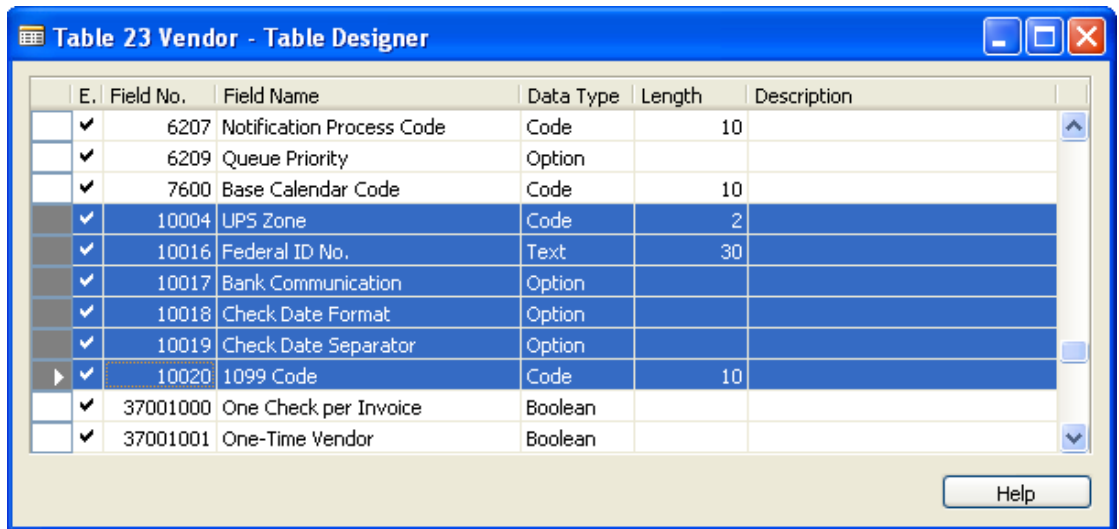 Table 23 Vendor - Table Designer
E. Field No. Field Name Data Type Length Description
6207 Notification Process Code Code 10
6209 Queue Priority Option
7600 Base Calendar Code Code 10
10004 UPS Zone Code 2
10016 Federal ID No. Text 30
10017 Bank Communication Option
10018 Check Date Format Option
10019 Check Date Separator Option
10020 1099 Code Code 10
37001000 One Check per Invoice Boolean
37001001 One-Time Vendor Boolean
Help